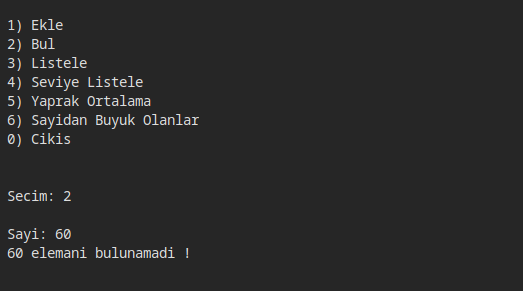 1) Ekle
2) Bul
3) Listele
4) Seviye Listele
5) Yaprak Ortalama
6) Sayidan Buyuk Olanlar
0) Cikis
Secim: 2
Sayi: 60
60 elemani bulunamadi !